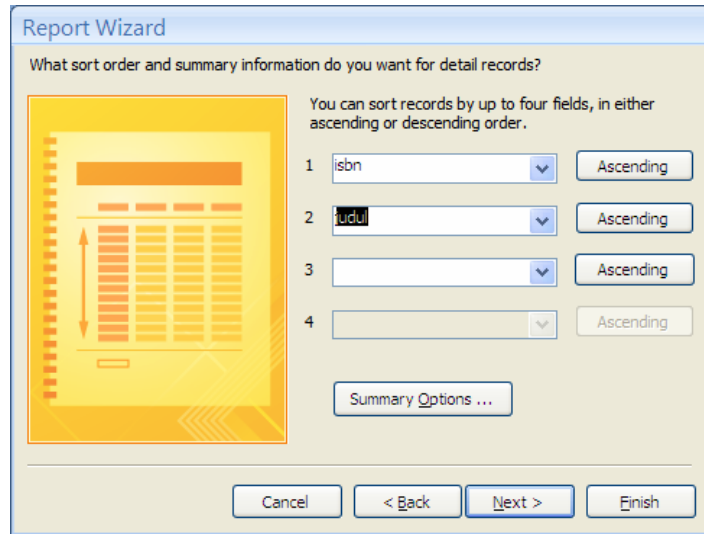 Report Wizard
What sort order and summary information do you want for detail records?
You can sort records by up to four fields, in either
ascending or descending order.
1 isbn Ascending
2 judul Ascending
3 Ascending
4 Ascending
Summary Options ...
Cancel < Back Next > Finish